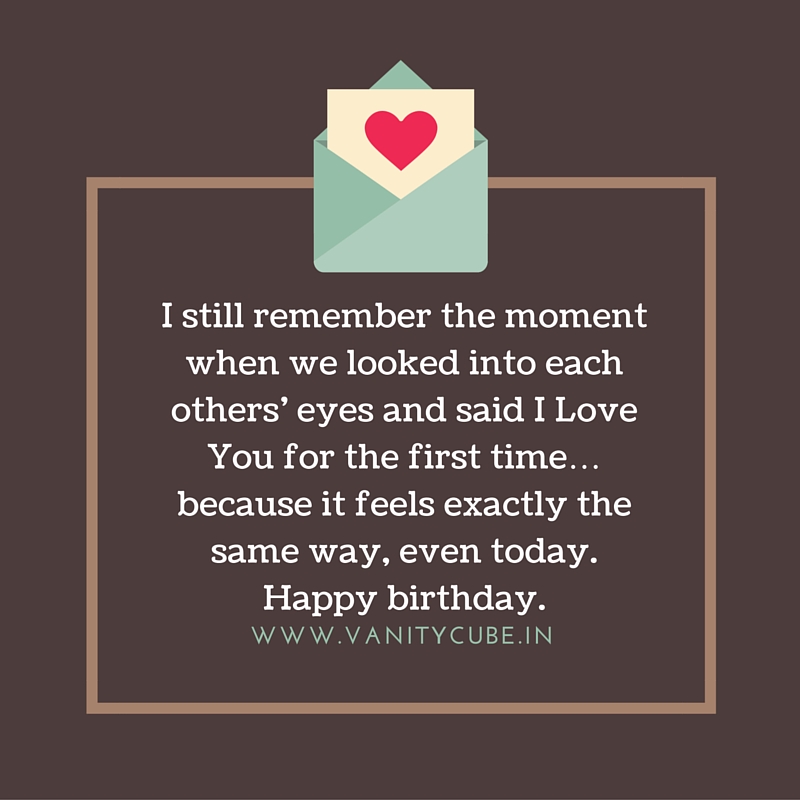 I still remember the moment
when we looked into each
others’ eyes and said I Love
You for the first time…
because it feels exactly the
same way, even today.
Happy birthday.
WWW.VANITYCUBE.IN